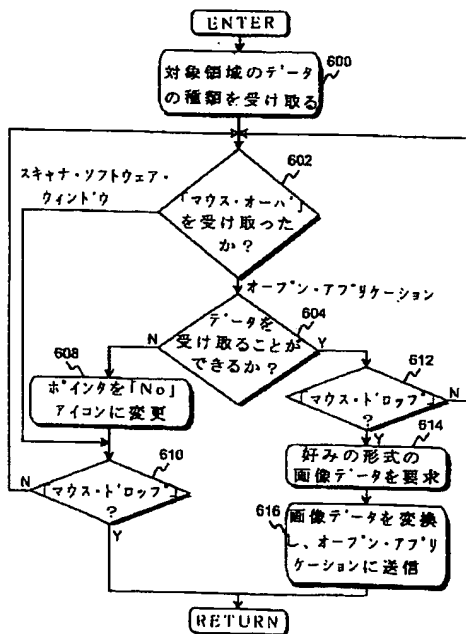 ENTER
600
対象領域のデータ
の種類を受け取る
602
スキャナ・ソフトウェア・
ウィンドウ
「マウス・オーバ」
を受け取った
か?
オープン・アプリケーション
604
データを
受け取ることが
できるか?
N
Y
608
ポインタを「No」
アイコンに変更
612
「マウス・ドロップ」
?
N
Y
614
好みの形式の
画像データを要求
610
「マウス・ドロップ」
?
N
Y
616
画像データを変換
し、オープン・アプリ
ケーションに送信
RETURN